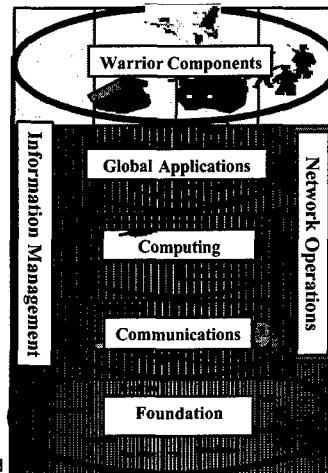 Warrior Components
Information Management
Global Applications
Network Operations
Computing
Communications
Foundation